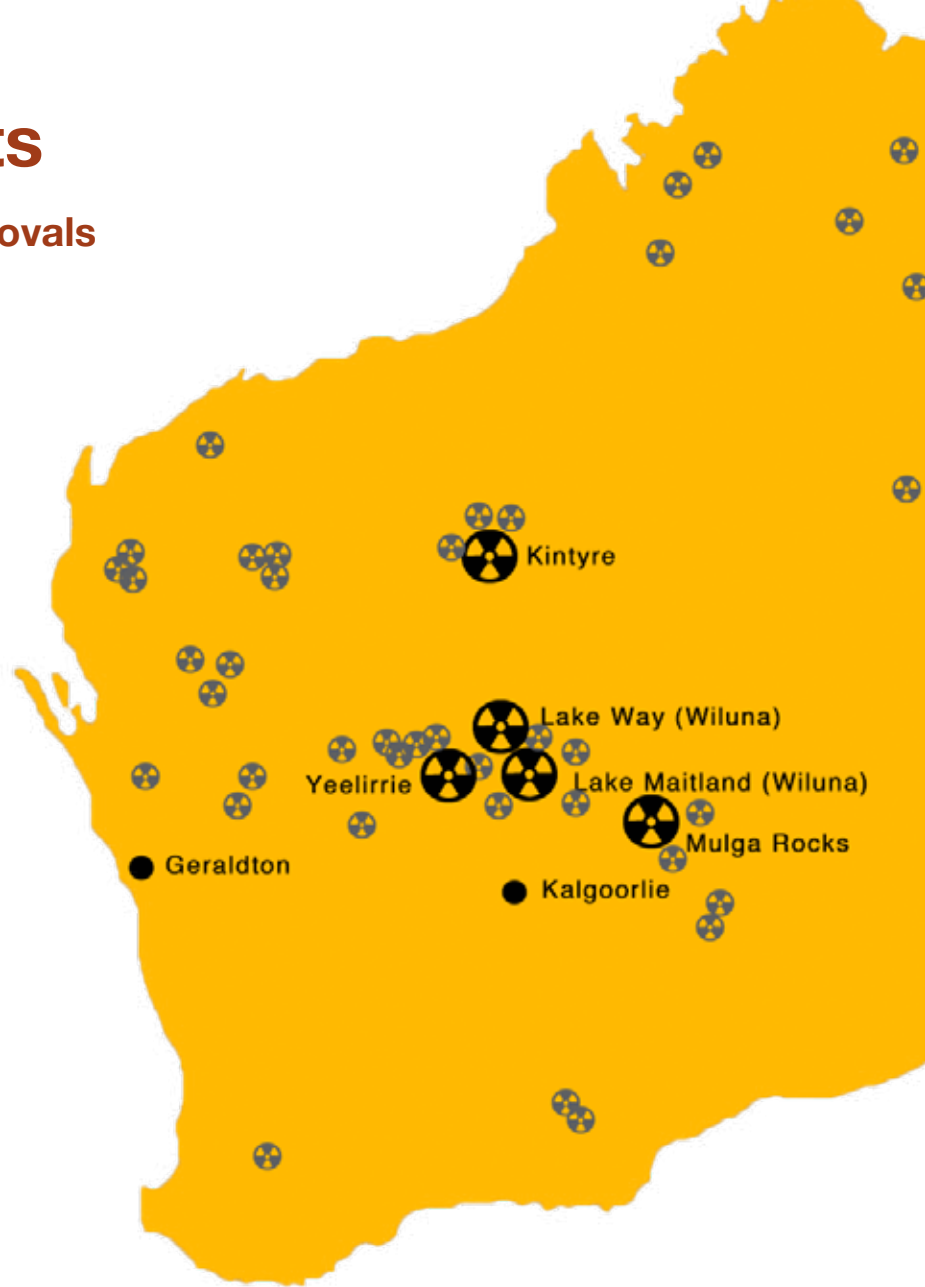 ts
ovals
Kintyre
Lake Way (Wiluna)
Yeelirrie
Lake Maitland (Wiluna)
Mulga Rocks
Geraldton
Kalgoorlie